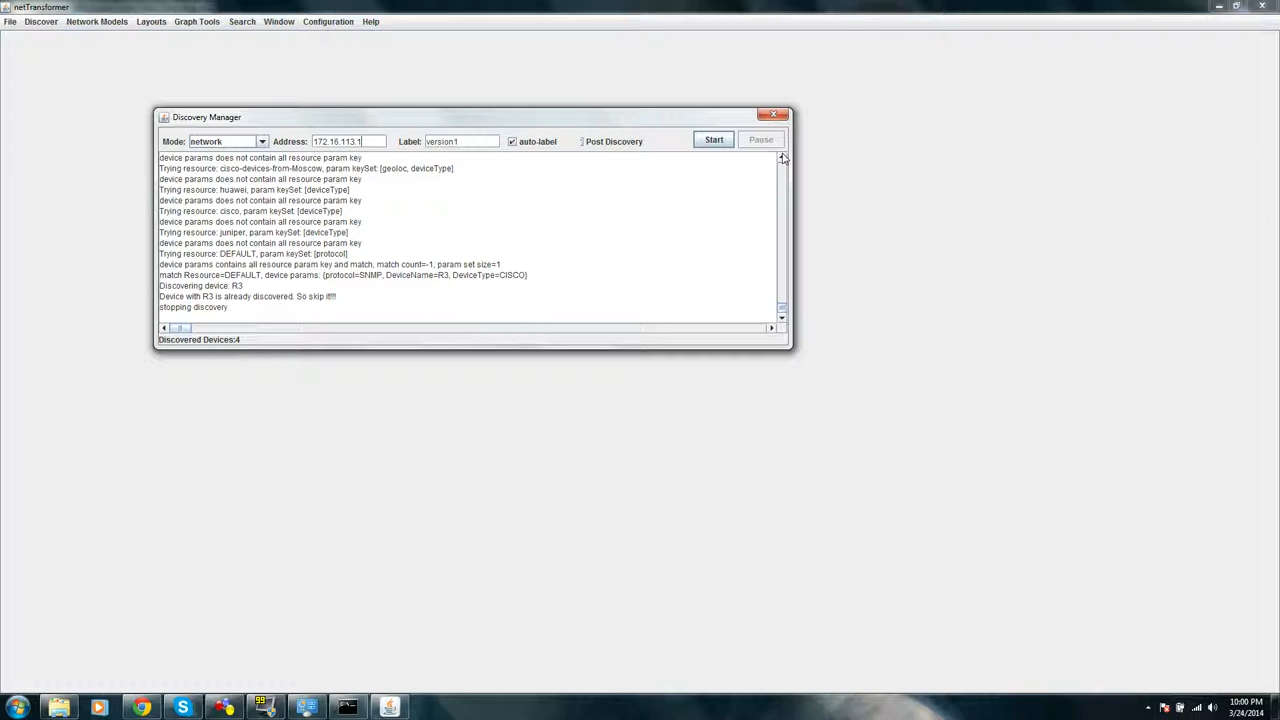 netTransformer
File Discover Network Models Layouts Graph Tools Search Window Configuration Help
Discovery Manager
Mode: network Address: 172.16.113.1 Label: version1 auto-label Post Discovery Start Pause
device params does not contain all resource param key
Trying resource: cisco-devices-from-Moscow, param keySet: [geoloc, deviceType]
device params does not contain all resource param key
Trying resource: huawei, param keySet: [deviceType]
device params does not contain all resource param key
Trying resource: cisco, param keySet: [deviceType]
device params does not contain all resource param key
Trying resource: juniper, param keySet: [deviceType]
device params does not contain all resource param key
Trying resource: DEFAULT, param keySet: [protocol]
device params contains all resource param key and match, match count=-1, param set size=1
match Resource=DEFAULT, device params: {protocol=SNMP, DeviceName=R3, DeviceType=CISCO}
Discovering device: R3
Device with R3 is already discovered. So skip it!!!
stopping discovery
Discovered Devices:4
99
10:00 PM
3/24/2014